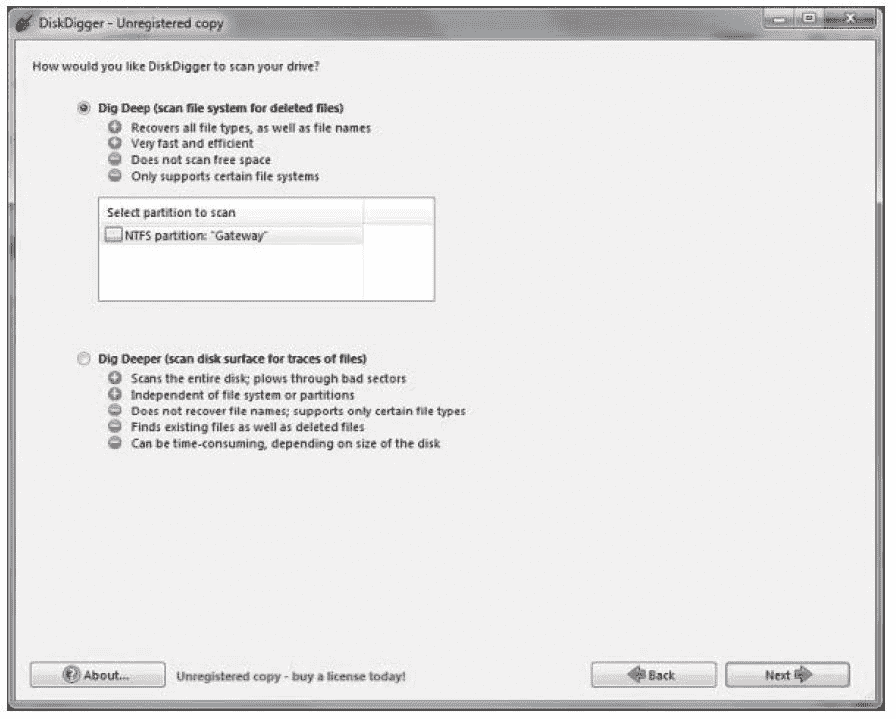 DiskDigger - Unregistered copy
How would you like DiskDigger to scan your drive?
Dig Deep (scan file system for deleted files)
Recovers all file types, as well as file names
Very fast and efficient
Does not scan free space
Only supports certain file systems
Select partition to scan
NTFS partition: "Gateway"
Dig Deeper (scan disk surface for traces of files)
Scans the entire disk; plows through bad sectors
Independent of file system or partitions
Does not recover file names; supports only certain file types
Finds existing files as well as deleted files
Can be time-consuming, depending on size of the disk
About... Unregistered copy - buy a license today! Back Next